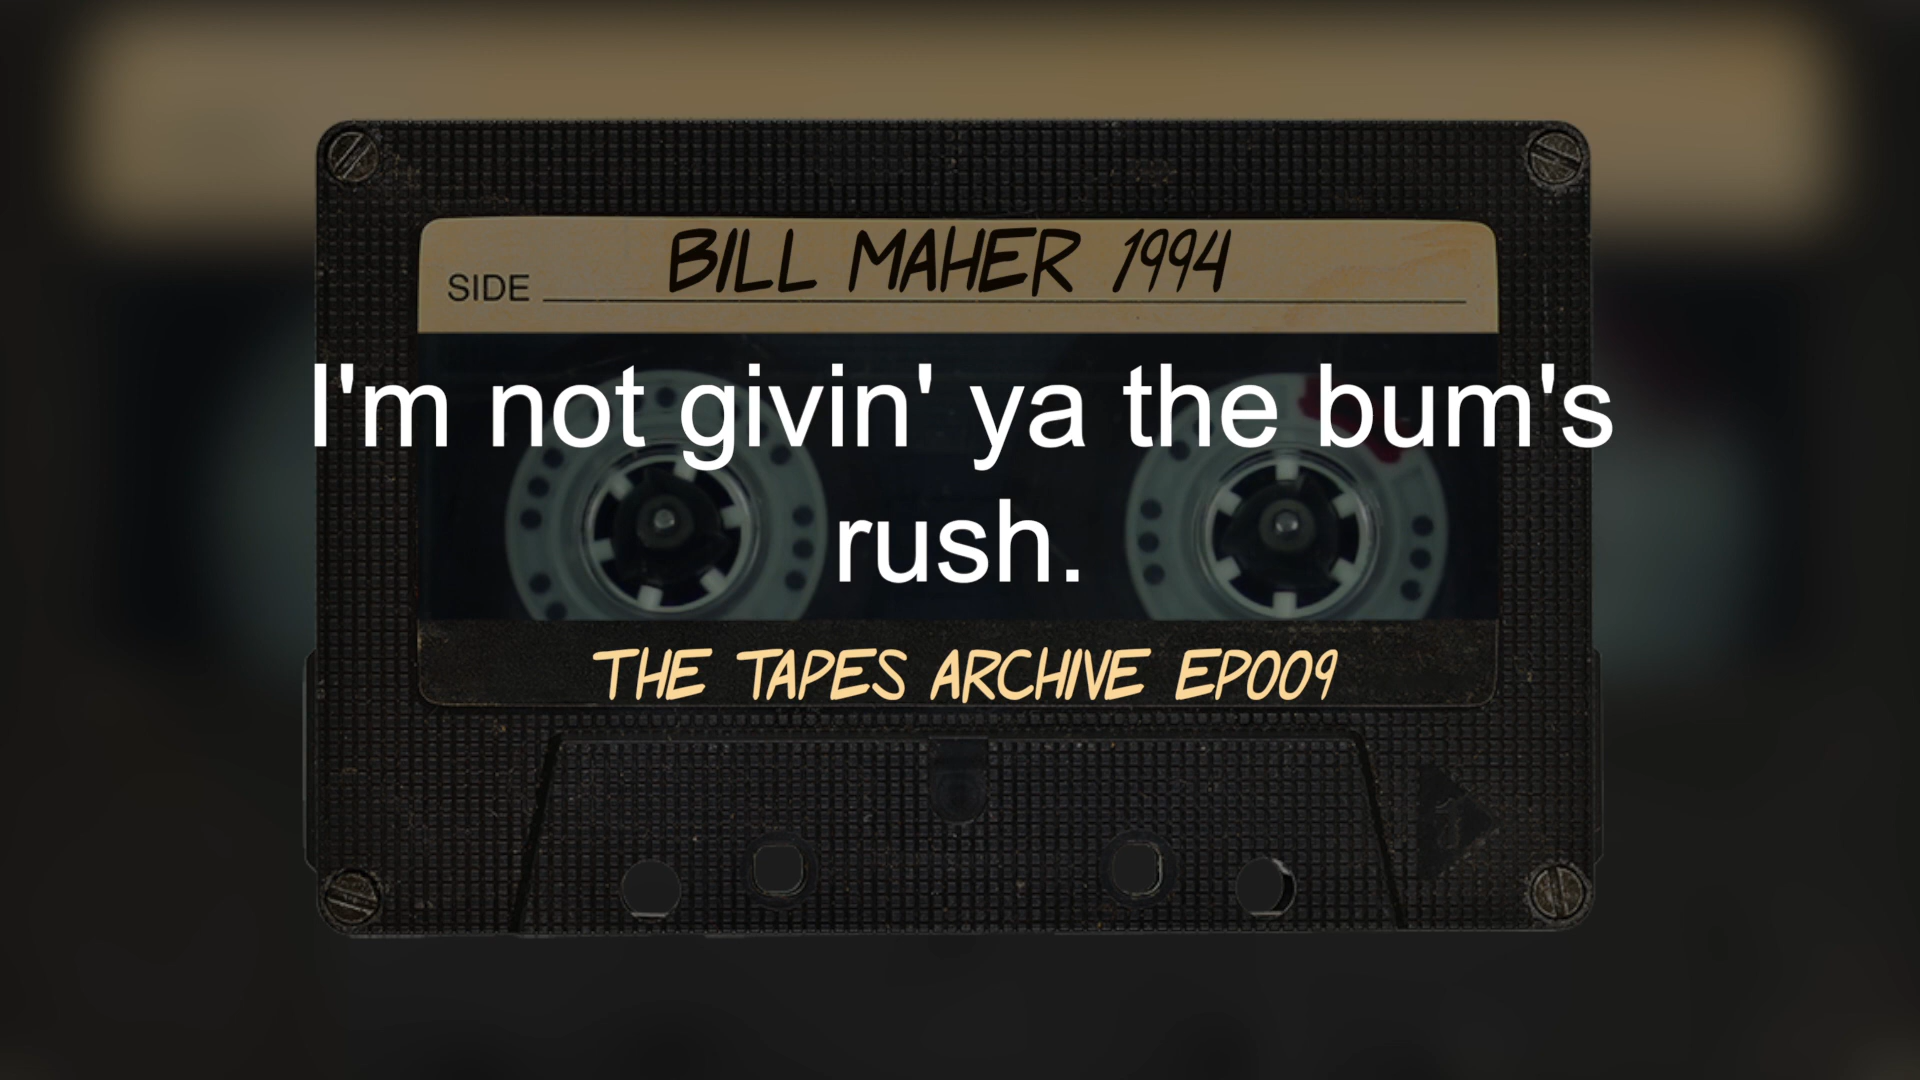 BILL MAHER 1994
SIDE
I'm not givin' ya the bum's
rush.
THE TAPES ARCHIVE EP009